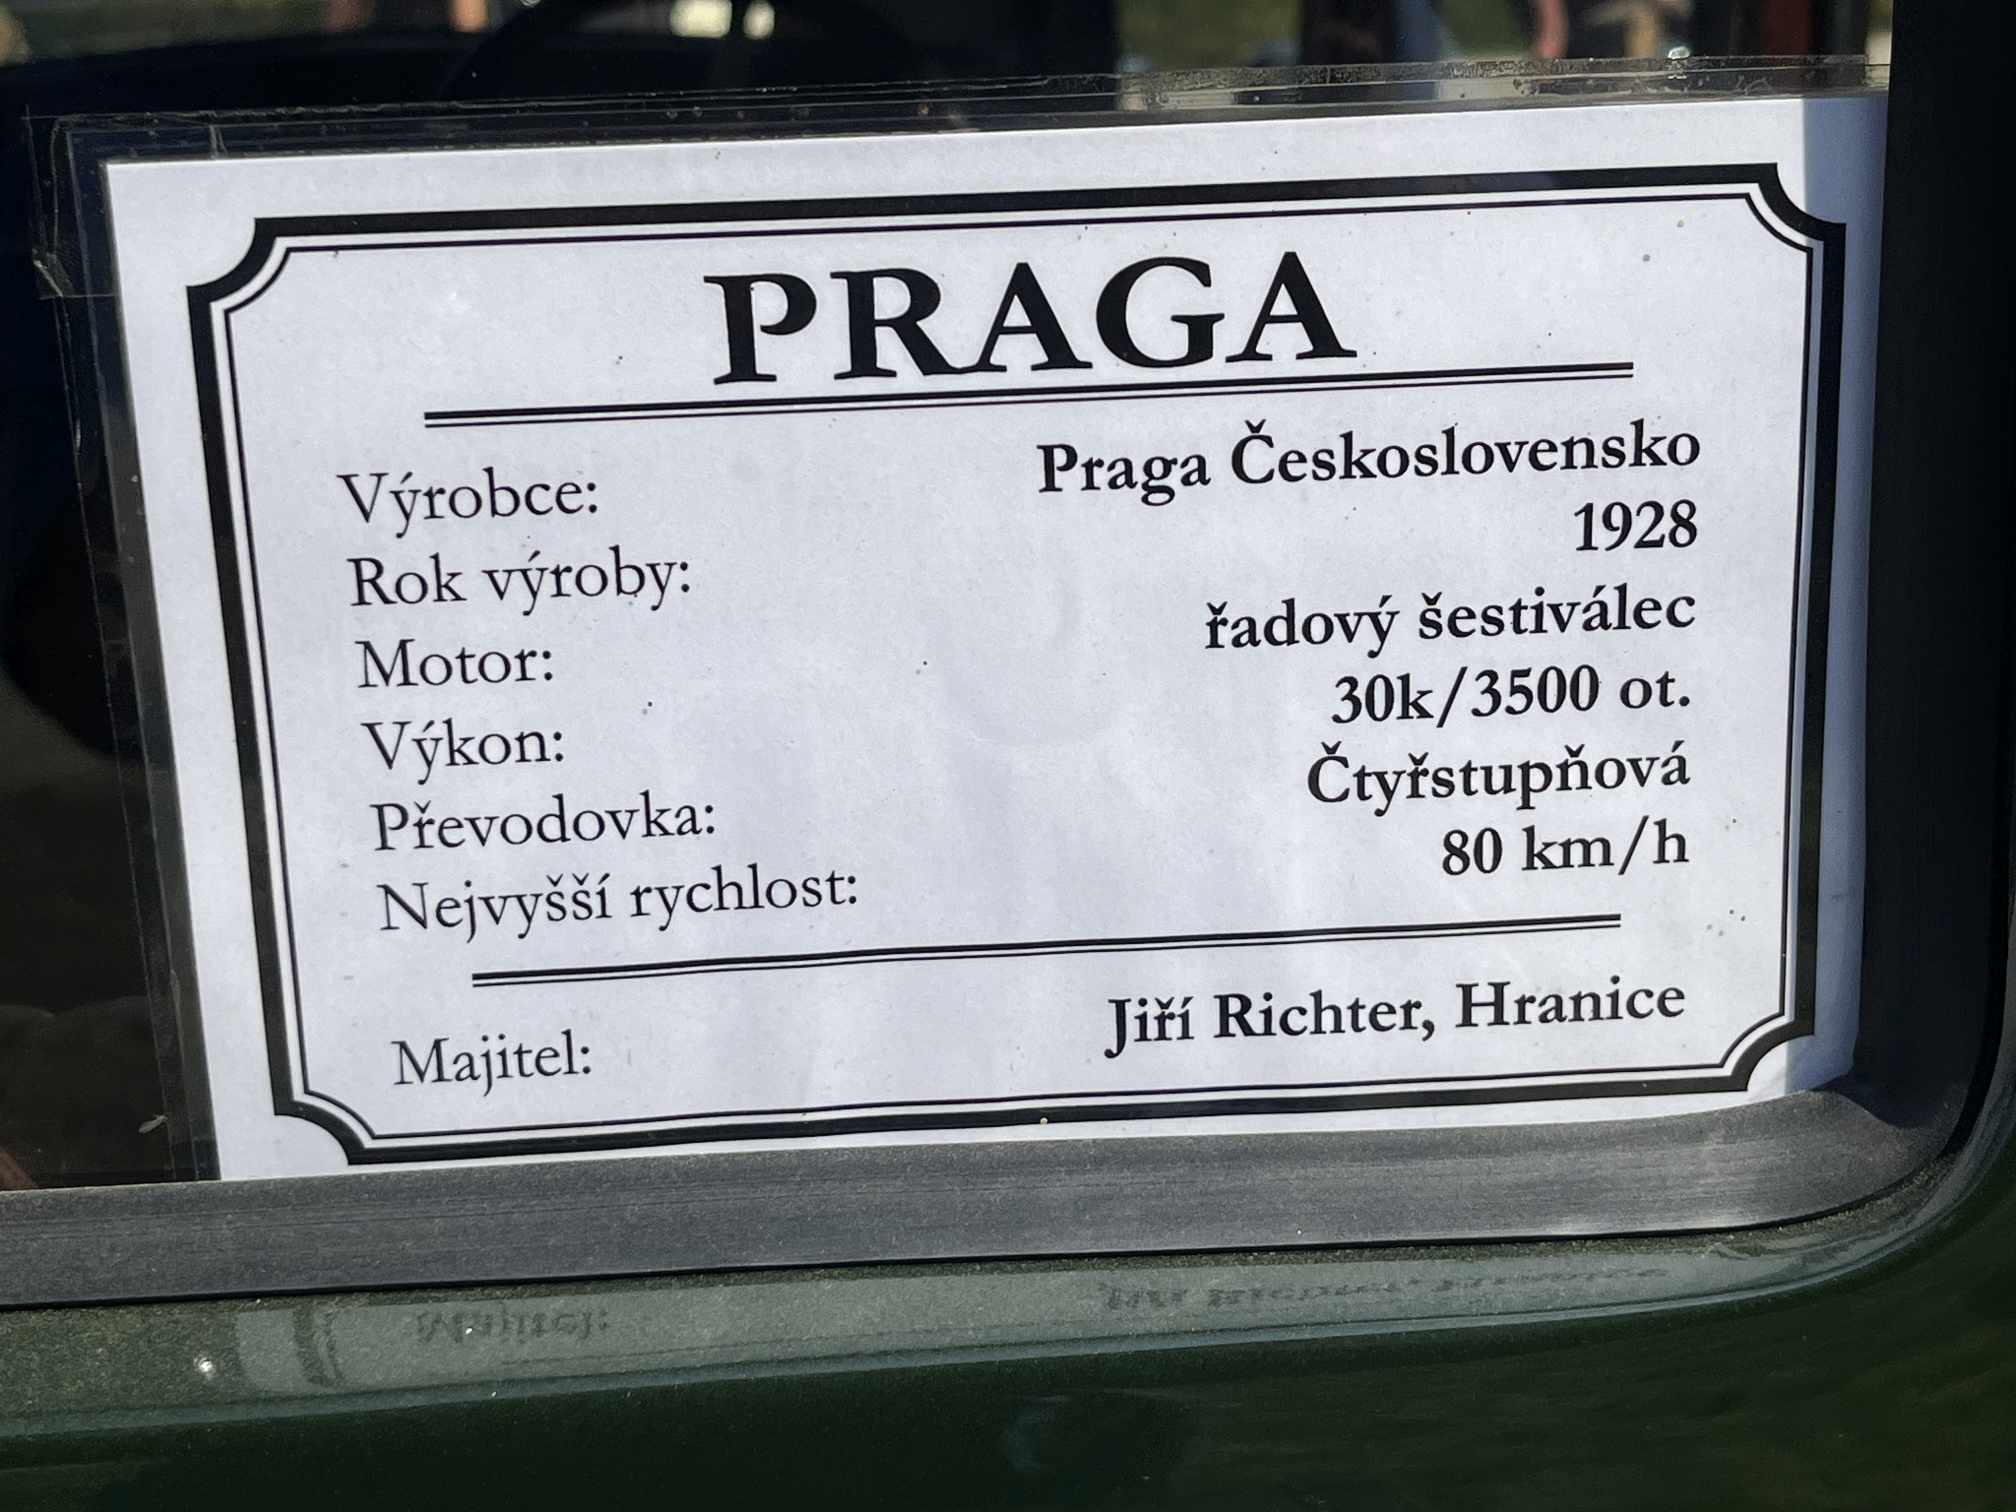 PRAGA
Výrobce: Praga Československo
Rok výroby: 1928
Motor: řadový šestiválec
Výkon: 30k/3500 ot.
Převodovka: Čtyřstupňová
Nejvyšší rychlost: 80 km/h
Majitel: Jiří Richter, Hranice